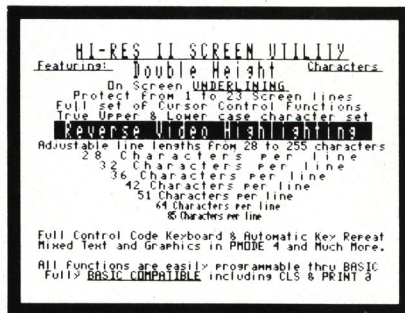 HI-RES II SCREEN UTILITY
Featuring: Double Height Characters
On Screen UNDERLINING
Protect from 1 to 23 Screen lines
Full set of Cursor Control Functions
True Upper & Lower case character set
Reverse Video Highlighting
Adjustable line lengths from 28 to 255 characters
28 Characters per line
32 Characters per line
36 Characters per line
42 Characters per line
51 Characters per line
64 Characters per line
85 Characters per line
Full Control Code Keyboard & Automatic Key Repeat
Mixed Text and Graphics in PMODE 4 and Much More.
All functions are easily programmable thru BASIC
Fully BASIC COMPATIBLE including CLS & PRINT @